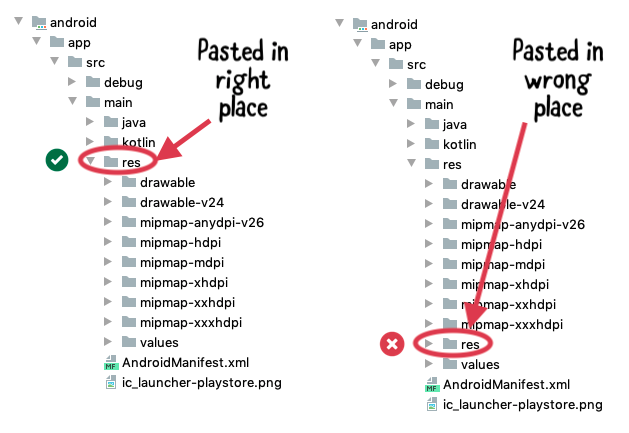 android
app
src
debug
main
java
kotlin
res
drawable
drawable-v24
mipmap-anydpi-v26
mipmap-hdpi
mipmap-mdpi
mipmap-xhdpi
mipmap-xxhdpi
mipmap-xxxhdpi
values
MF
AndroidManifest.xml
ic_launcher-playstore.png
Pasted in
right
place
android
app
src
debug
main
java
kotlin
res
drawable
drawable-v24
mipmap-anydpi-v26
mipmap-hdpi
mipmap-mdpi
mipmap-xhdpi
mipmap-xxhdpi
mipmap-xxxhdpi
res
values
MF
AndroidManifest.xml
ic_launcher-playstore.png
Pasted in
wrong
place